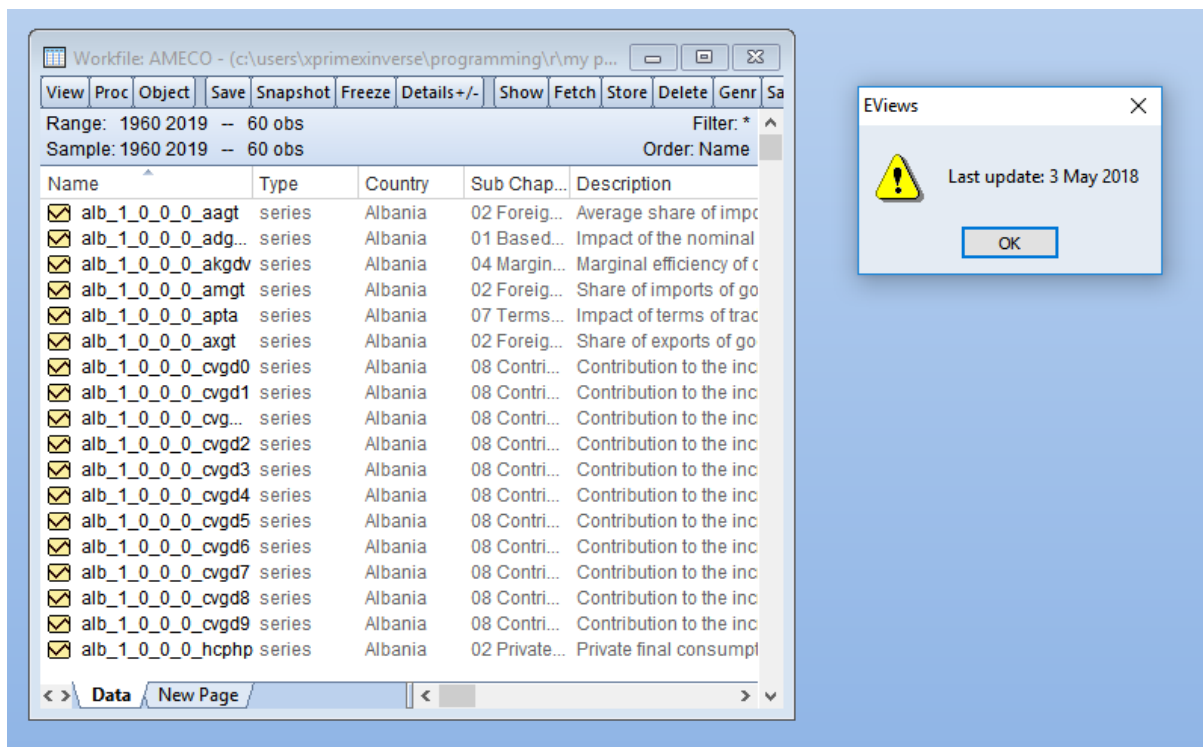 Workfile: AMECO - (c:\users\xprimexinverse\programming\r\my p...
View Proc Object Save Snapshot Freeze Details+/- Show Fetch Store Delete Genr Sa
Range: 1960 2019 -- 60 obs Filter: *
Sample: 1960 2019 -- 60 obs Order: Name
Name Type Country Sub Chap... Description
alb_1_0_0_0_aagt series Albania 02 Foreig... Average share of impo
alb_1_0_0_0_adg... series Albania 01 Based... Impact of the nominal
alb_1_0_0_0_akgdv series Albania 04 Margin... Marginal efficiency of c
alb_1_0_0_0_amgt series Albania 02 Foreig... Share of imports of go
alb_1_0_0_0_apta series Albania 07 Terms... Impact of terms of trac
alb_1_0_0_0_axgt series Albania 02 Foreig... Share of exports of go
alb_1_0_0_0_cvgd0 series Albania 08 Contri... Contribution to the inc
alb_1_0_0_0_cvgd1 series Albania 08 Contri... Contribution to the inc
alb_1_0_0_0_cvg... series Albania 08 Contri... Contribution to the inc
alb_1_0_0_0_cvgd2 series Albania 08 Contri... Contribution to the inc
alb_1_0_0_0_cvgd3 series Albania 08 Contri... Contribution to the inc
alb_1_0_0_0_cvgd4 series Albania 08 Contri... Contribution to the inc
alb_1_0_0_0_cvgd5 series Albania 08 Contri... Contribution to the inc
alb_1_0_0_0_cvgd6 series Albania 08 Contri... Contribution to the inc
alb_1_0_0_0_cvgd7 series Albania 08 Contri... Contribution to the inc
alb_1_0_0_0_cvgd8 series Albania 08 Contri... Contribution to the inc
alb_1_0_0_0_cvgd9 series Albania 08 Contri... Contribution to the inc
alb_1_0_0_0_hcphp series Albania 02 Private... Private final consumpt
Data New Page
EViews
Last update: 3 May 2018
OK